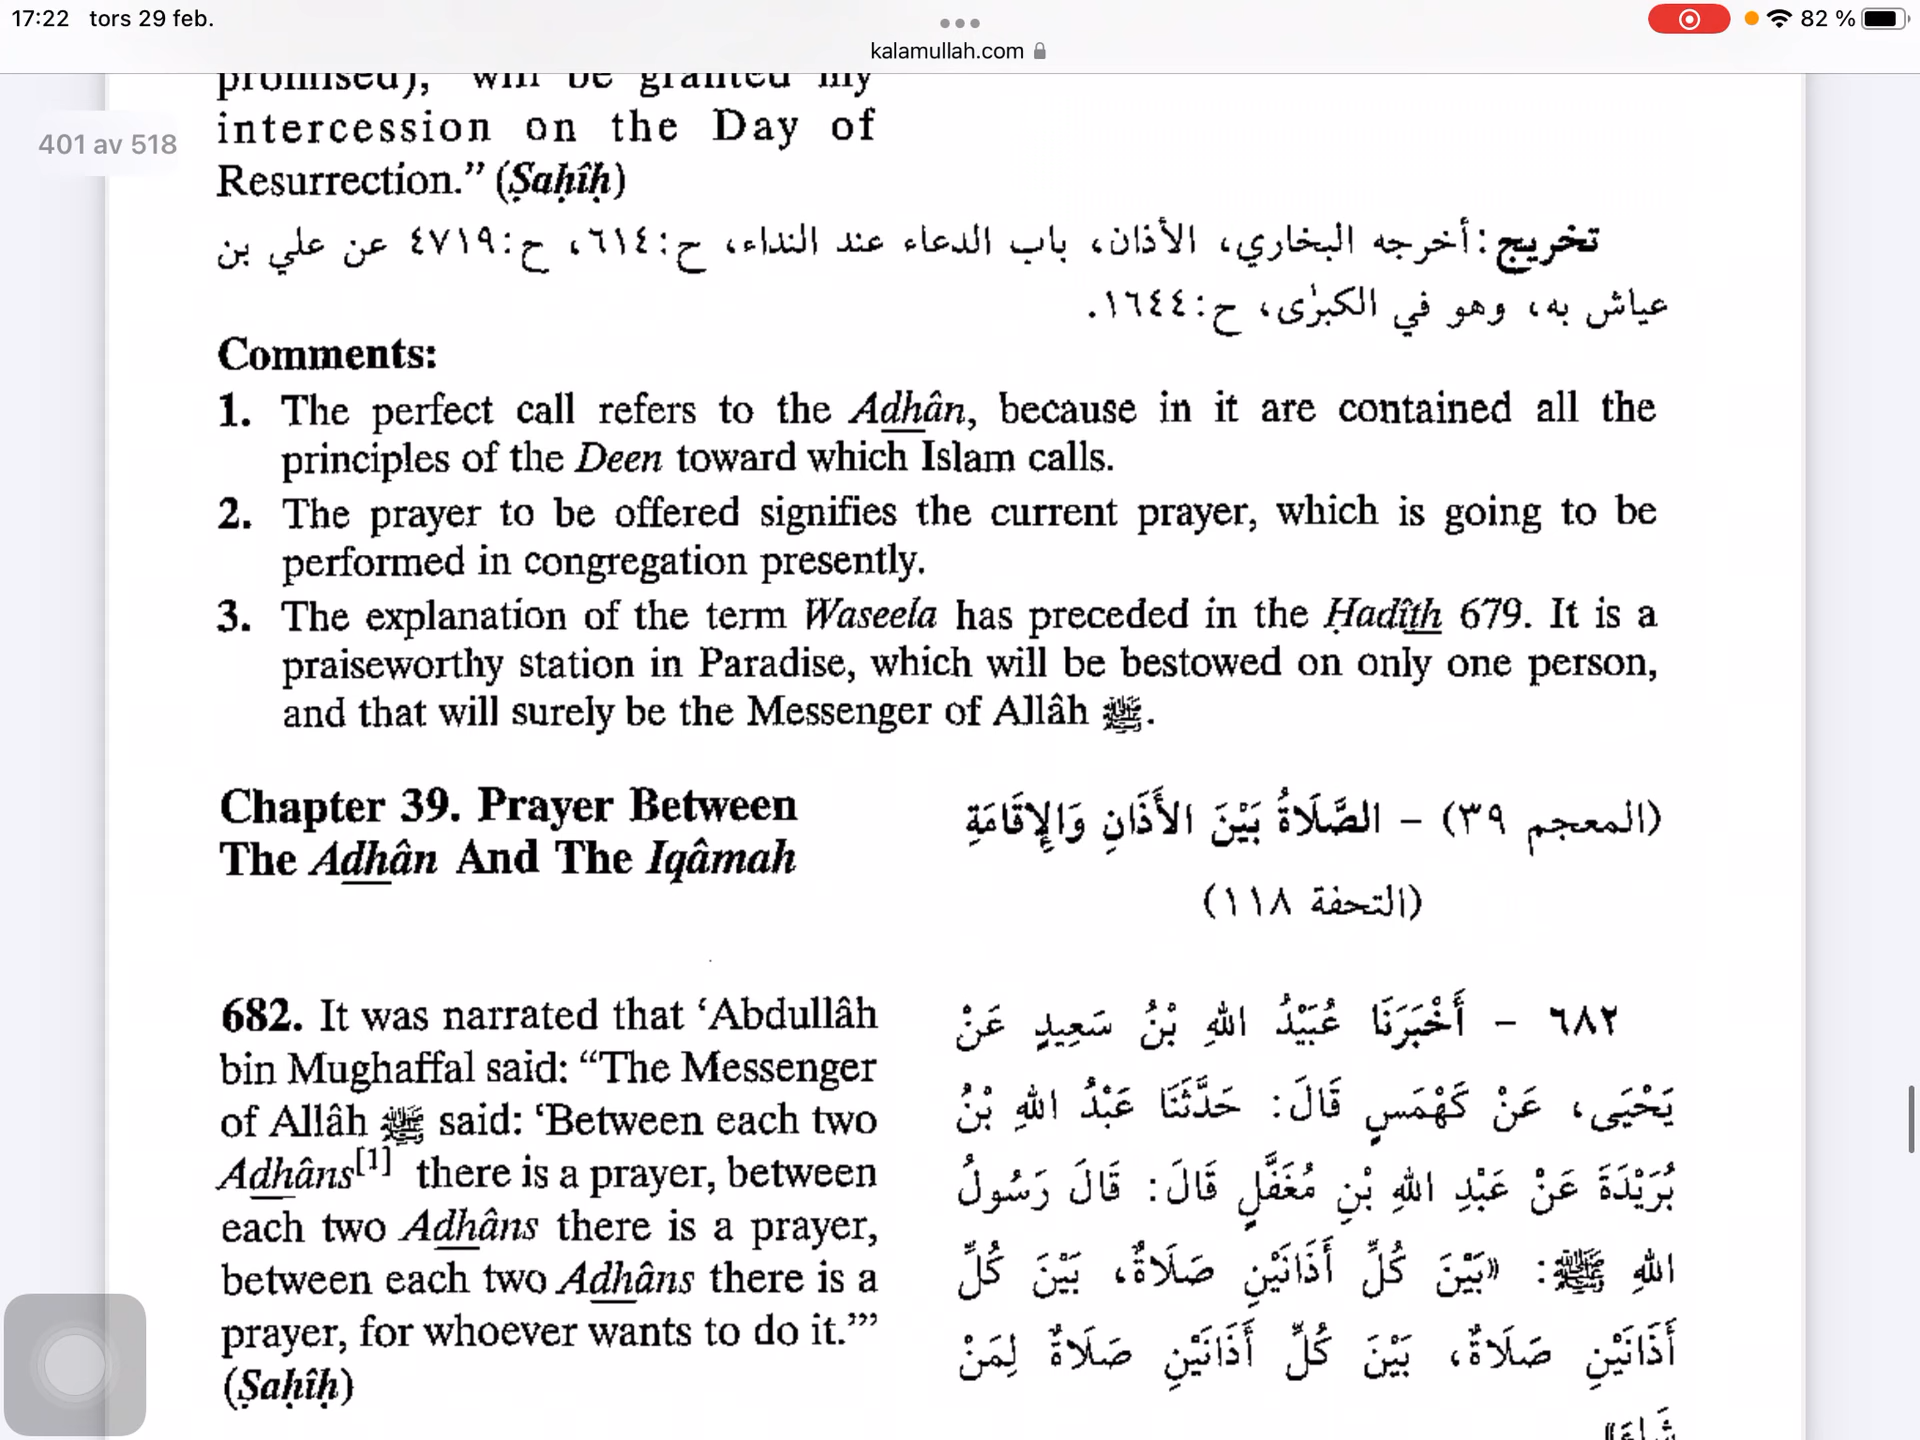 17:22 tors 29 feb.
82 %
kalamullah.com
401 av 518
promised), will be granted my
intercession on the Day of
Resurrection.” (Ṣaḥîḥ)
تخريج: أخرجه البخاري، الأذان، باب الدعاء عند النداء، ح:٦١٤، ح:٤٧١٩ عن علي بن
عياش به، وهو في الكبرٰى، ح:١٦٤٤.
Comments:
1. The perfect call refers to the Adhân, because in it are contained all the
principles of the Deen toward which Islam calls.
2. The prayer to be offered signifies the current prayer, which is going to be
performed in congregation presently.
3. The explanation of the term Waseela has preceded in the Ḥadîth 679. It is a
praiseworthy station in Paradise, which will be bestowed on only one person,
and that will surely be the Messenger of Allâh ﷺ.
Chapter 39. Prayer Between
The Adhân And The Iqâmah
(المعجم ٣٩) – الصَّلَاةُ بَيْنَ الأَذَانِ وَالإِقَامَةِ
(التحفة ١١٨)
682. It was narrated that ‘Abdullâh
bin Mughaffal said: “The Messenger
of Allâh ﷺ said: ‘Between each two
Adhâns[1] there is a prayer, between
each two Adhâns there is a prayer,
between each two Adhâns there is a
prayer, for whoever wants to do it.’”
(Ṣaḥîḥ)
٦٨٢ – أَخْبَرَنَا عُبَيْدُ اللهِ بْنُ سَعِيدٍ عَنْ
يَحْيَى، عَنْ كَهْمَسٍ قَالَ: حَدَّثَنَا عَبْدُ اللهِ بْنُ
بُرَيْدَةَ عَنْ عَبْدِ اللهِ بْنِ مُغَفَّلٍ قَالَ: قَالَ رَسُولُ
اللهِ ﷺ: «بَيْنَ كُلِّ أَذَانَيْنِ صَلَاةٌ، بَيْنَ كُلِّ
أَذَانَيْنِ صَلَاةٌ، بَيْنَ كُلِّ أَذَانَيْنِ صَلَاةٌ لِمَنْ
شَاءَ»